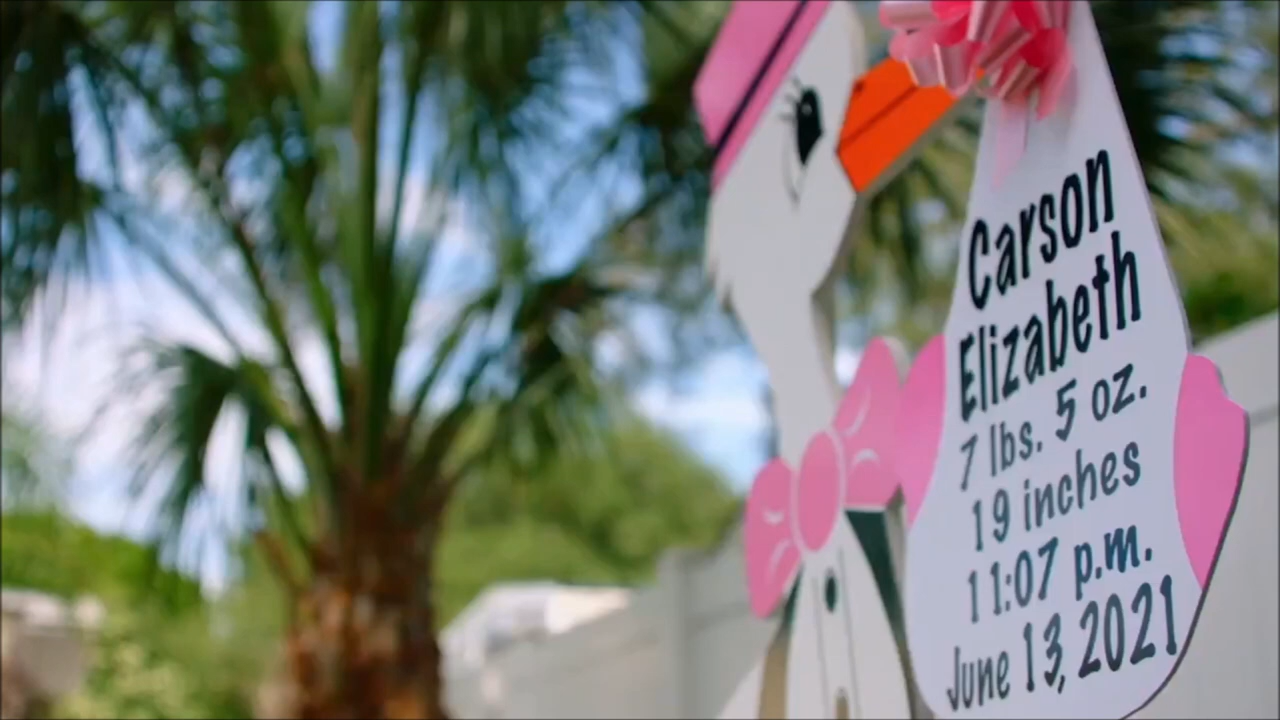 Carson
Elizabeth
7 lbs. 5 oz.
19 inches
11:07 p.m.
June 13, 2021